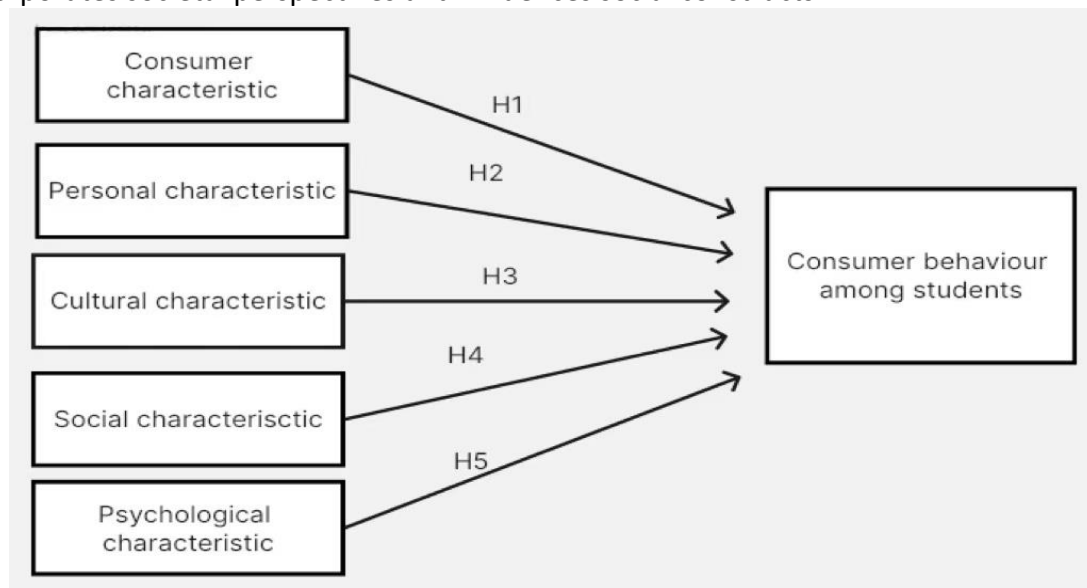 Consumer
characteristic
H1
Personal characteristic
H2
Consumer behaviour
among students
Cultural characteristic
H3
Social characterisctic
H4
Psychological
characteristic
H5